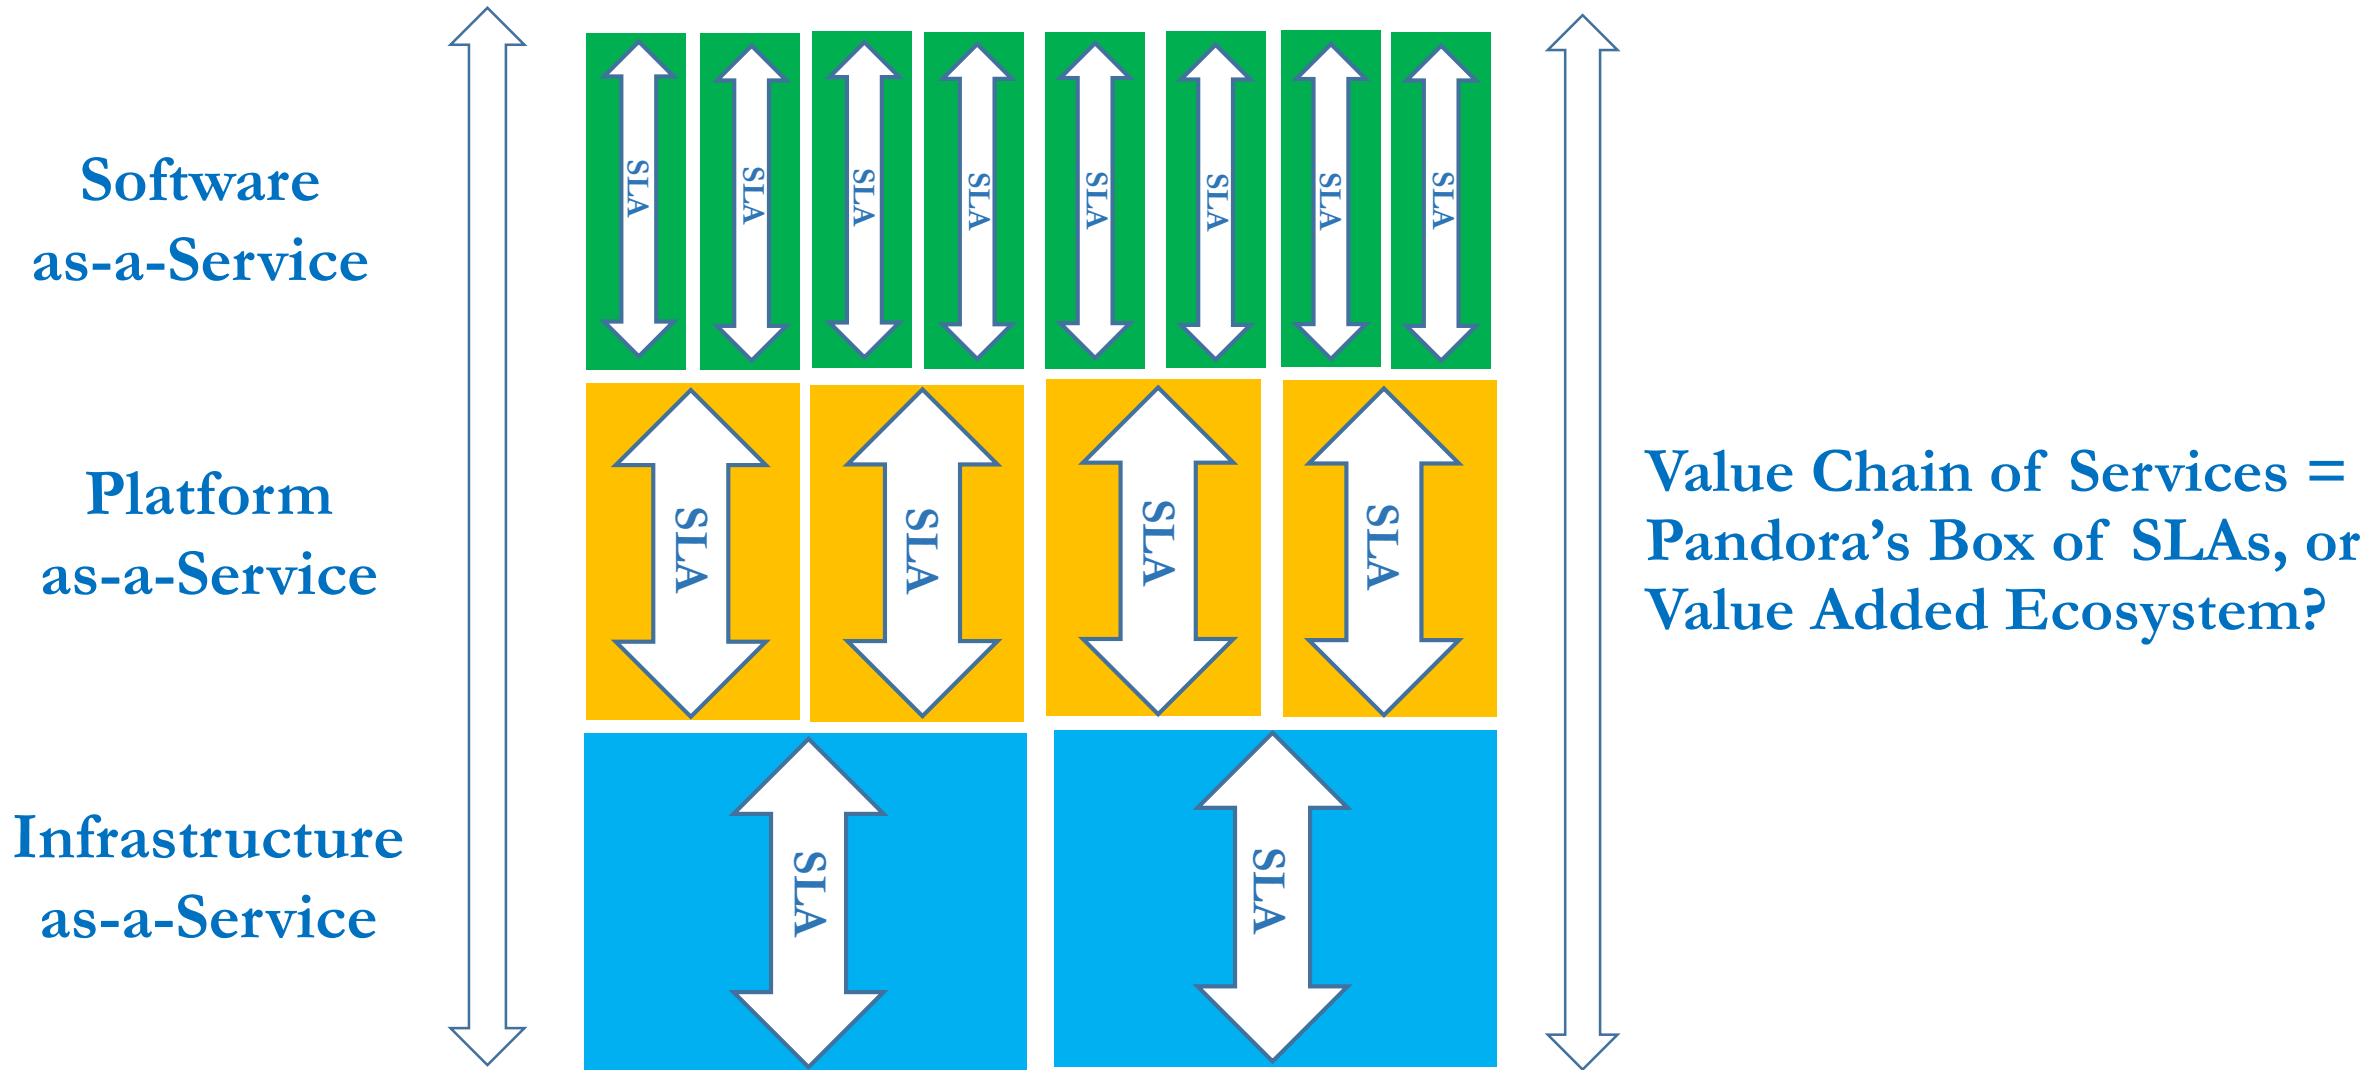 Software
as-a-Service
SLA
SLA
SLA
SLA
SLA
SLA
SLA
SLA
Platform
as-a-Service
SLA
SLA
SLA
SLA
Infrastructure
as-a-Service
SLA
SLA
Value Chain of Services =
Pandora’s Box of SLAs, or
Value Added Ecosystem?